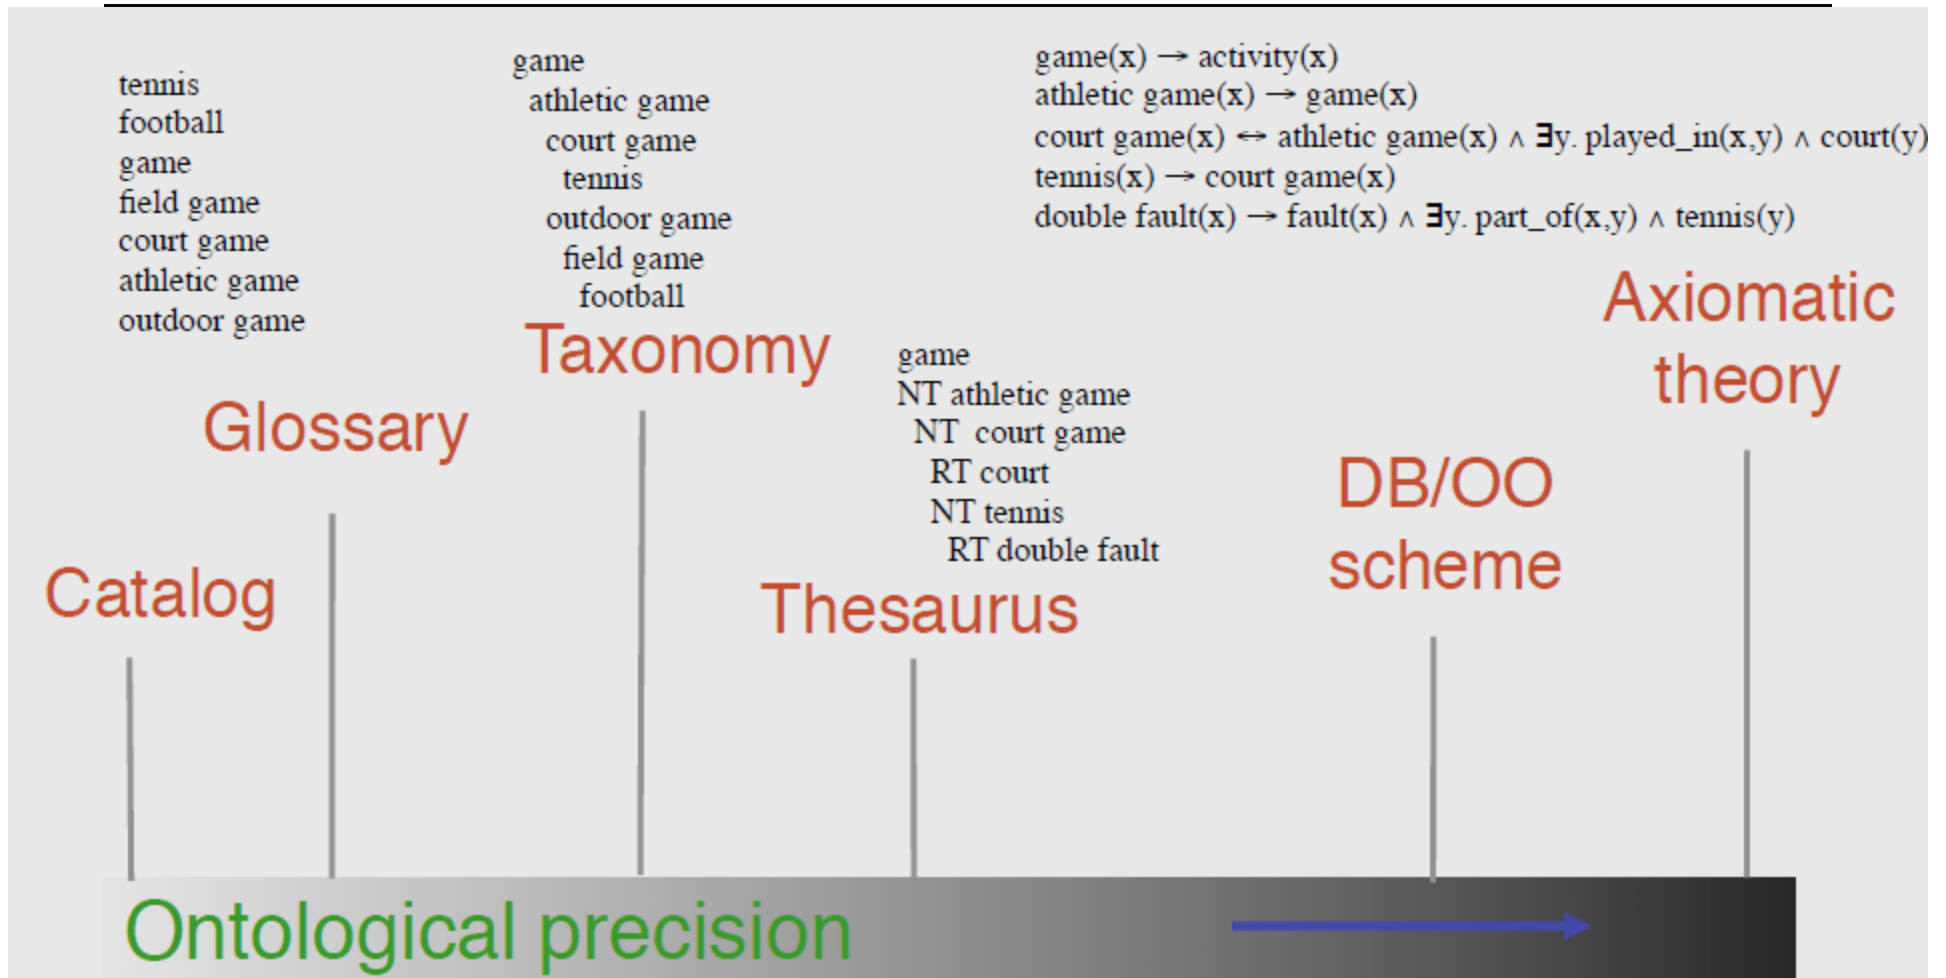 tennis
football
game
field game
court game
athletic game
outdoor game
Glossary
Catalog
game
athletic game
court game
tennis
outdoor game
field game
football
Taxonomy
game
NT athletic game
NT court game
RT court
NT tennis
RT double fault
Thesaurus
game(x) → activity(x)
athletic game(x) → game(x)
court game(x) ↔ athletic game(x) ∧ ∃y. played_in(x,y) ∧ court(y)
tennis(x) → court game(x)
double fault(x) → fault(x) ∧ ∃y. part_of(x,y) ∧ tennis(y)
Axiomatic
theory
DB/OO
scheme
Ontological precision